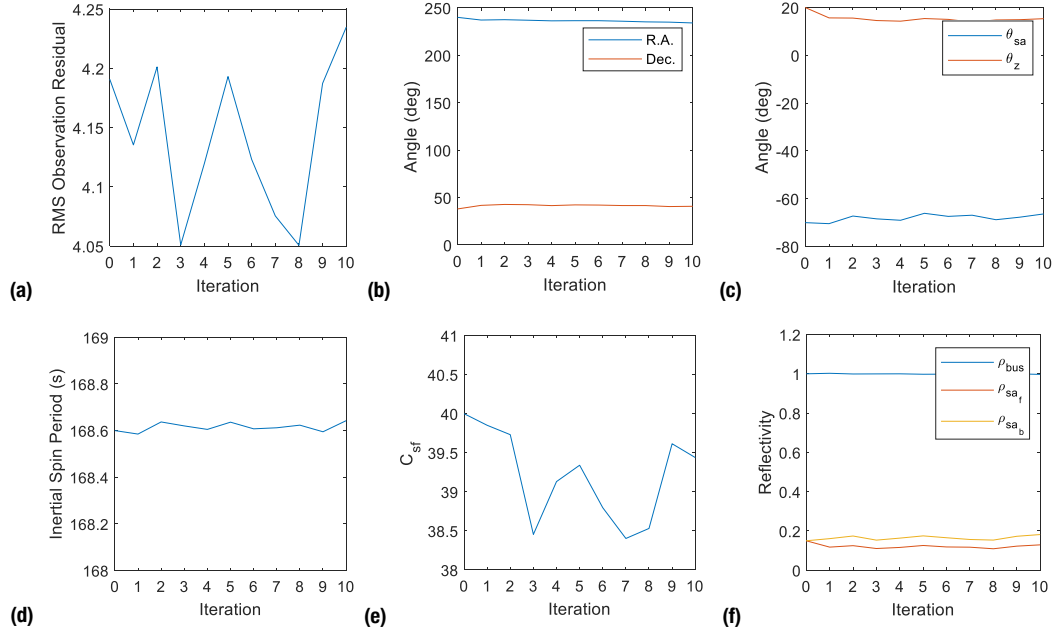 4.25
4.2
4.15
4.1
4.05
RMS Observation Residual
0 1 2 3 4 5 6 7 8 9 10
Iteration
(a)
250
200
150
100
50
0
Angle (deg)
R.A.
Dec.
0 1 2 3 4 5 6 7 8 9 10
Iteration
(b)
20
0
-20
-40
-60
-80
Angle (deg)
θsa
θz
0 1 2 3 4 5 6 7 8 9 10
Iteration
(c)
169
168.8
168.6
168.4
168.2
168
Inertial Spin Period (s)
0 1 2 3 4 5 6 7 8 9 10
Iteration
(d)
41
40.5
40
39.5
39
38.5
38
Csf
0 1 2 3 4 5 6 7 8 9 10
Iteration
(e)
1.2
1
0.8
0.6
0.4
0.2
0
Reflectivity
ρbus
ρsaf
ρsab
0 1 2 3 4 5 6 7 8 9 10
Iteration
(f)